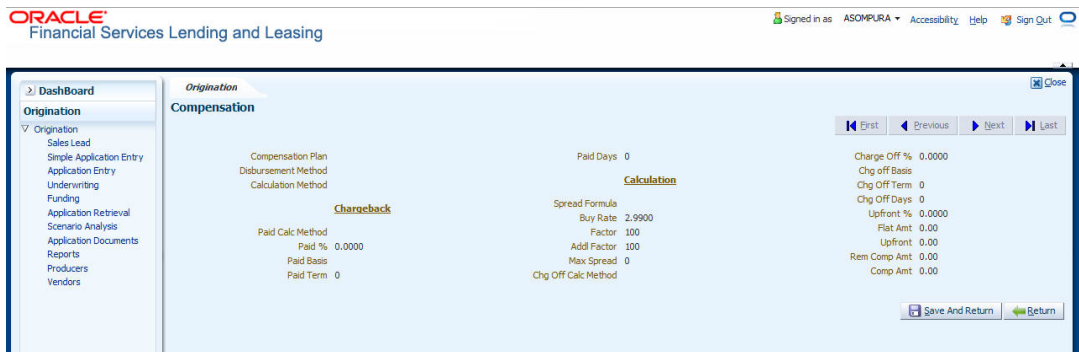 ORACLE®
Financial Services Lending and Leasing
Signed in as ASOMPURA Accessibility Help Sign Out
DashBoard
Origination
Origination
Sales Lead
Simple Application Entry
Application Entry
Underwriting
Funding
Application Retrieval
Scenario Analysis
Application Documents
Reports
Producers
Vendors
Origination
Close
Compensation
First Previous Next Last
Compensation Plan
Disbursement Method
Calculation Method
Chargeback
Paid Calc Method
Paid % 0.0000
Paid Basis
Paid Term 0
Paid Days 0
Calculation
Spread Formula
Buy Rate 2.9900
Factor 100
Addl Factor 100
Max Spread 0
Chg Off Calc Method
Charge Off % 0.0000
Chg off Basis
Chg Off Term 0
Chg Off Days 0
Upfront % 0.0000
Flat Amt 0.00
Upfront 0.00
Rem Comp Amt 0.00
Comp Amt 0.00
Save And Return Return